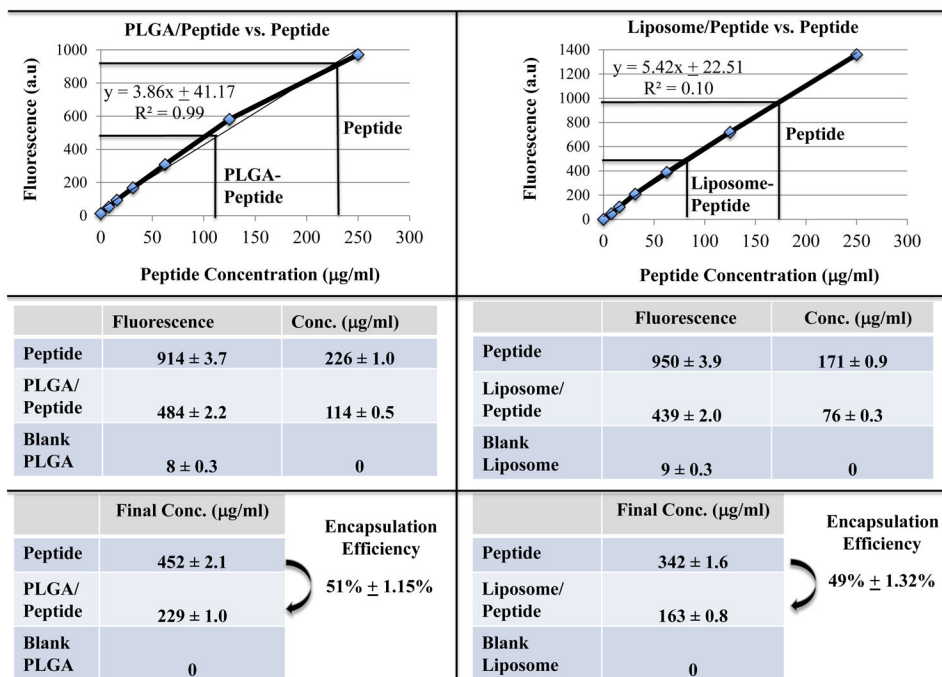 PLGA/Peptide vs. Peptide
Fluorescence (a.u)
1000
800
600
400
200
0
y = 3.86x + 41.17
R² = 0.99
Peptide
PLGA-
Peptide
0 50 100 150 200 250 300
Peptide Concentration (μg/ml)
Liposome/Peptide vs. Peptide
Fluorescence (a.u)
1400
1200
1000
800
600
400
200
0
y = 5.42x + 22.51
R² = 0.10
Peptide
Liposome-
Peptide
0 50 100 150 200 250 300
Peptide Concentration (μg/ml)
Fluorescence Conc. (μg/ml)
Peptide 914 ± 3.7 226 ± 1.0
PLGA/
Peptide 484 ± 2.2 114 ± 0.5
Blank
PLGA 8 ± 0.3 0
Fluorescence Conc. (μg/ml)
Peptide 950 ± 3.9 171 ± 0.9
Liposome/
Peptide 439 ± 2.0 76 ± 0.3
Blank
Liposome 9 ± 0.3 0
Final Conc. (μg/ml)
Peptide 452 ± 2.1
PLGA/
Peptide 229 ± 1.0
Blank
PLGA 0
Encapsulation
Efficiency
51% ± 1.15%
Final Conc. (μg/ml)
Peptide 342 ± 1.6
Liposome/
Peptide 163 ± 0.8
Blank
Liposome 0
Encapsulation
Efficiency
49% ± 1.32%